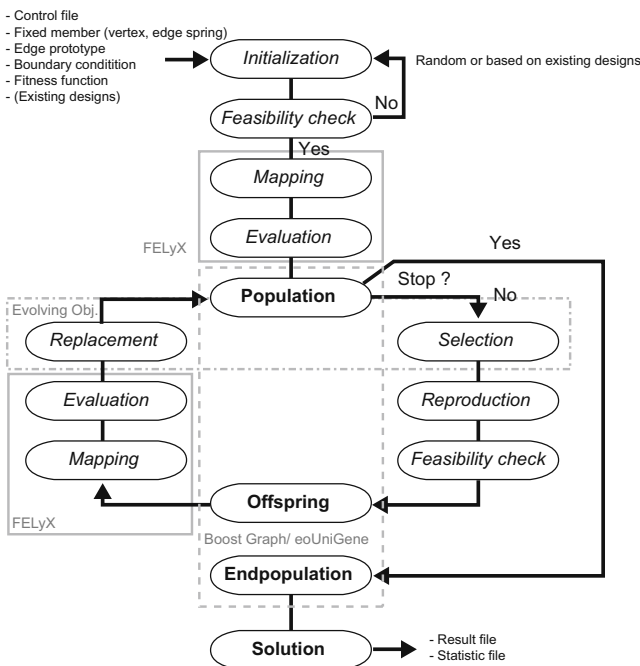 - Control file
- Fixed member (vertex, edge spring)
- Edge prototype
- Boundary conditition
- Fitness function
- (Existing designs)
Initialization
Random or based on existing designs
No
Feasibility check
Yes
Mapping
Evaluation
FELyX
Yes
Population
Stop ?
No
Evolving Obj.
Replacement
Selection
Evaluation
Reproduction
Mapping
Feasibility check
Offspring
FELyX
Boost Graph/ eoUniGene
Endpopulation
Solution
- Result file
- Statistic file